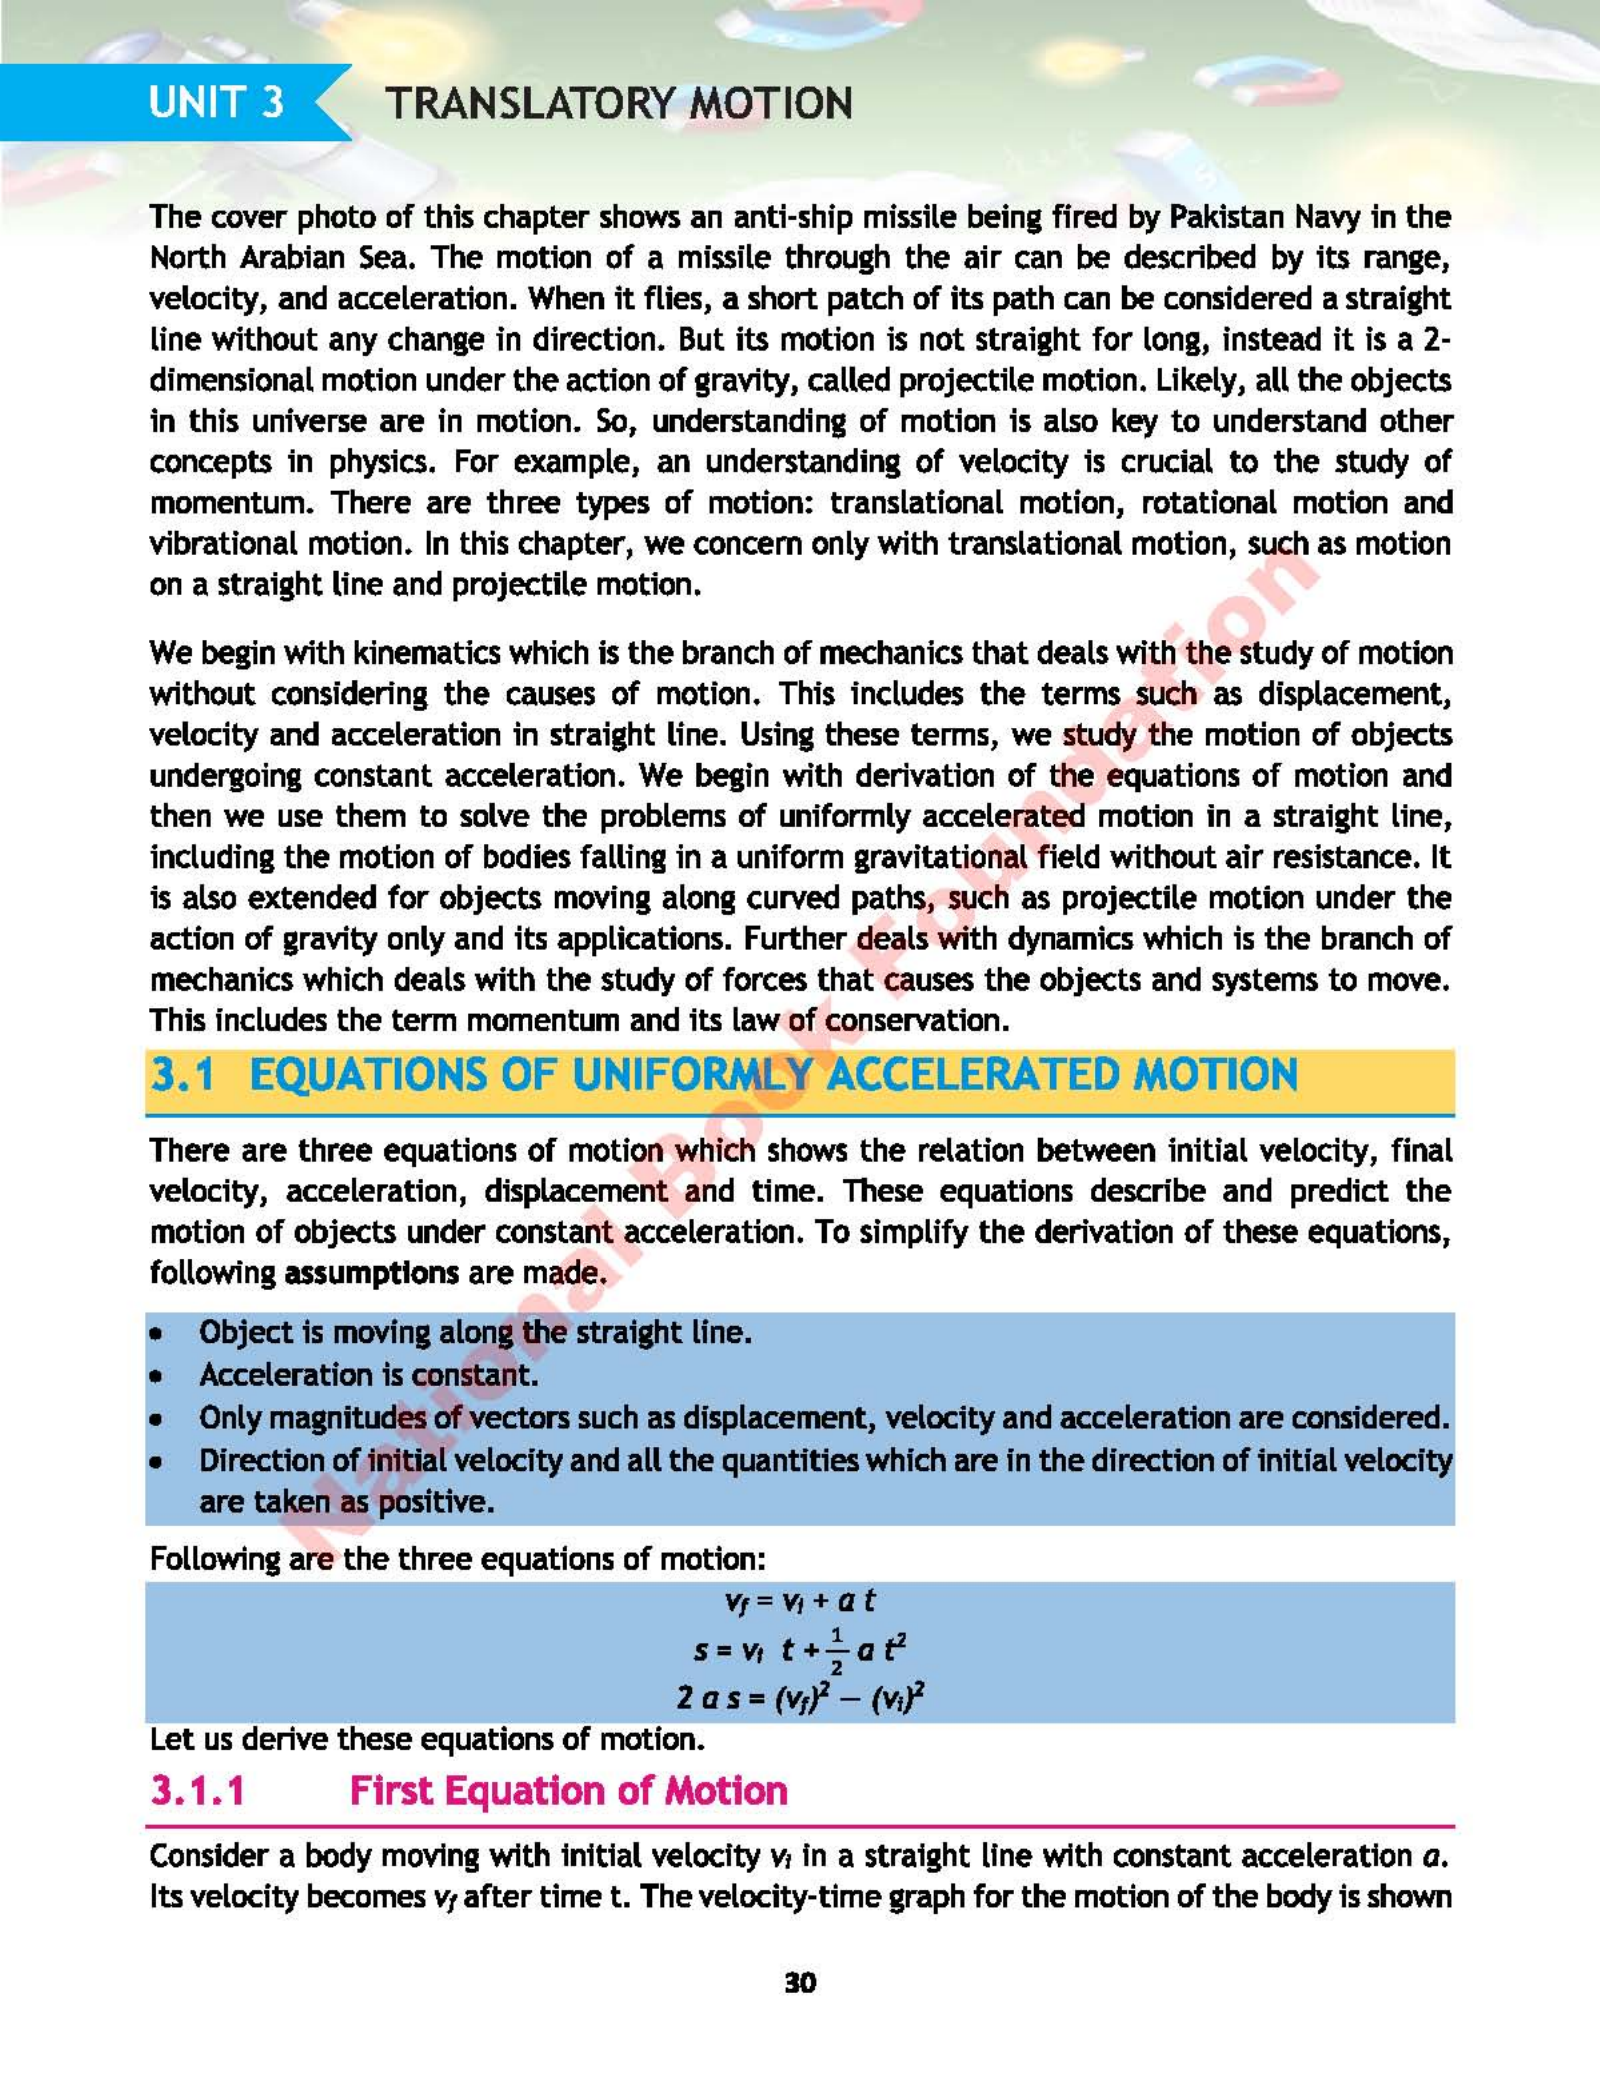 UNIT 3 TRANSLATORY MOTION
The cover photo of this chapter shows an anti-ship missile being fired by Pakistan Navy in the
North Arabian Sea. The motion of a missile through the air can be described by its range,
velocity, and acceleration. When it flies, a short patch of its path can be considered a straight
line without any change in direction. But its motion is not straight for long, instead it is a 2-
dimensional motion under the action of gravity, called projectile motion. Likely, all the objects
in this universe are in motion. So, understanding of motion is also key to understand other
concepts in physics. For example, an understanding of velocity is crucial to the study of
momentum. There are three types of motion: translational motion, rotational motion and
vibrational motion. In this chapter, we concern only with translational motion, such as motion
on a straight line and projectile motion.
We begin with kinematics which is the branch of mechanics that deals with the study of motion
without considering the causes of motion. This includes the terms such as displacement,
velocity and acceleration in straight line. Using these terms, we study the motion of objects
undergoing constant acceleration. We begin with derivation of the equations of motion and
then we use them to solve the problems of uniformly accelerated motion in a straight line,
including the motion of bodies falling in a uniform gravitational field without air resistance. It
is also extended for objects moving along curved paths, such as projectile motion under the
action of gravity only and its applications. Further deals with dynamics which is the branch of
mechanics which deals with the study of forces that causes the objects and systems to move.
This includes the term momentum and its law of conservation.
3.1 EQUATIONS OF UNIFORMLY ACCELERATED MOTION
There are three equations of motion which shows the relation between initial velocity, final
velocity, acceleration, displacement and time. These equations describe and predict the
motion of objects under constant acceleration. To simplify the derivation of these equations,
following assumptions are made.
• Object is moving along the straight line.
• Acceleration is constant.
• Only magnitudes of vectors such as displacement, velocity and acceleration are considered.
• Direction of initial velocity and all the quantities which are in the direction of initial velocity
are taken as positive.
Following are the three equations of motion:
v_f = v_i + a t
s = v_i t + 1/2 a t²
2 a s = (v_f)² – (v_i)²
Let us derive these equations of motion.
3.1.1 First Equation of Motion
Consider a body moving with initial velocity v_i in a straight line with constant acceleration a.
Its velocity becomes v_f after time t. The velocity-time graph for the motion of the body is shown
30
National Book Foundation